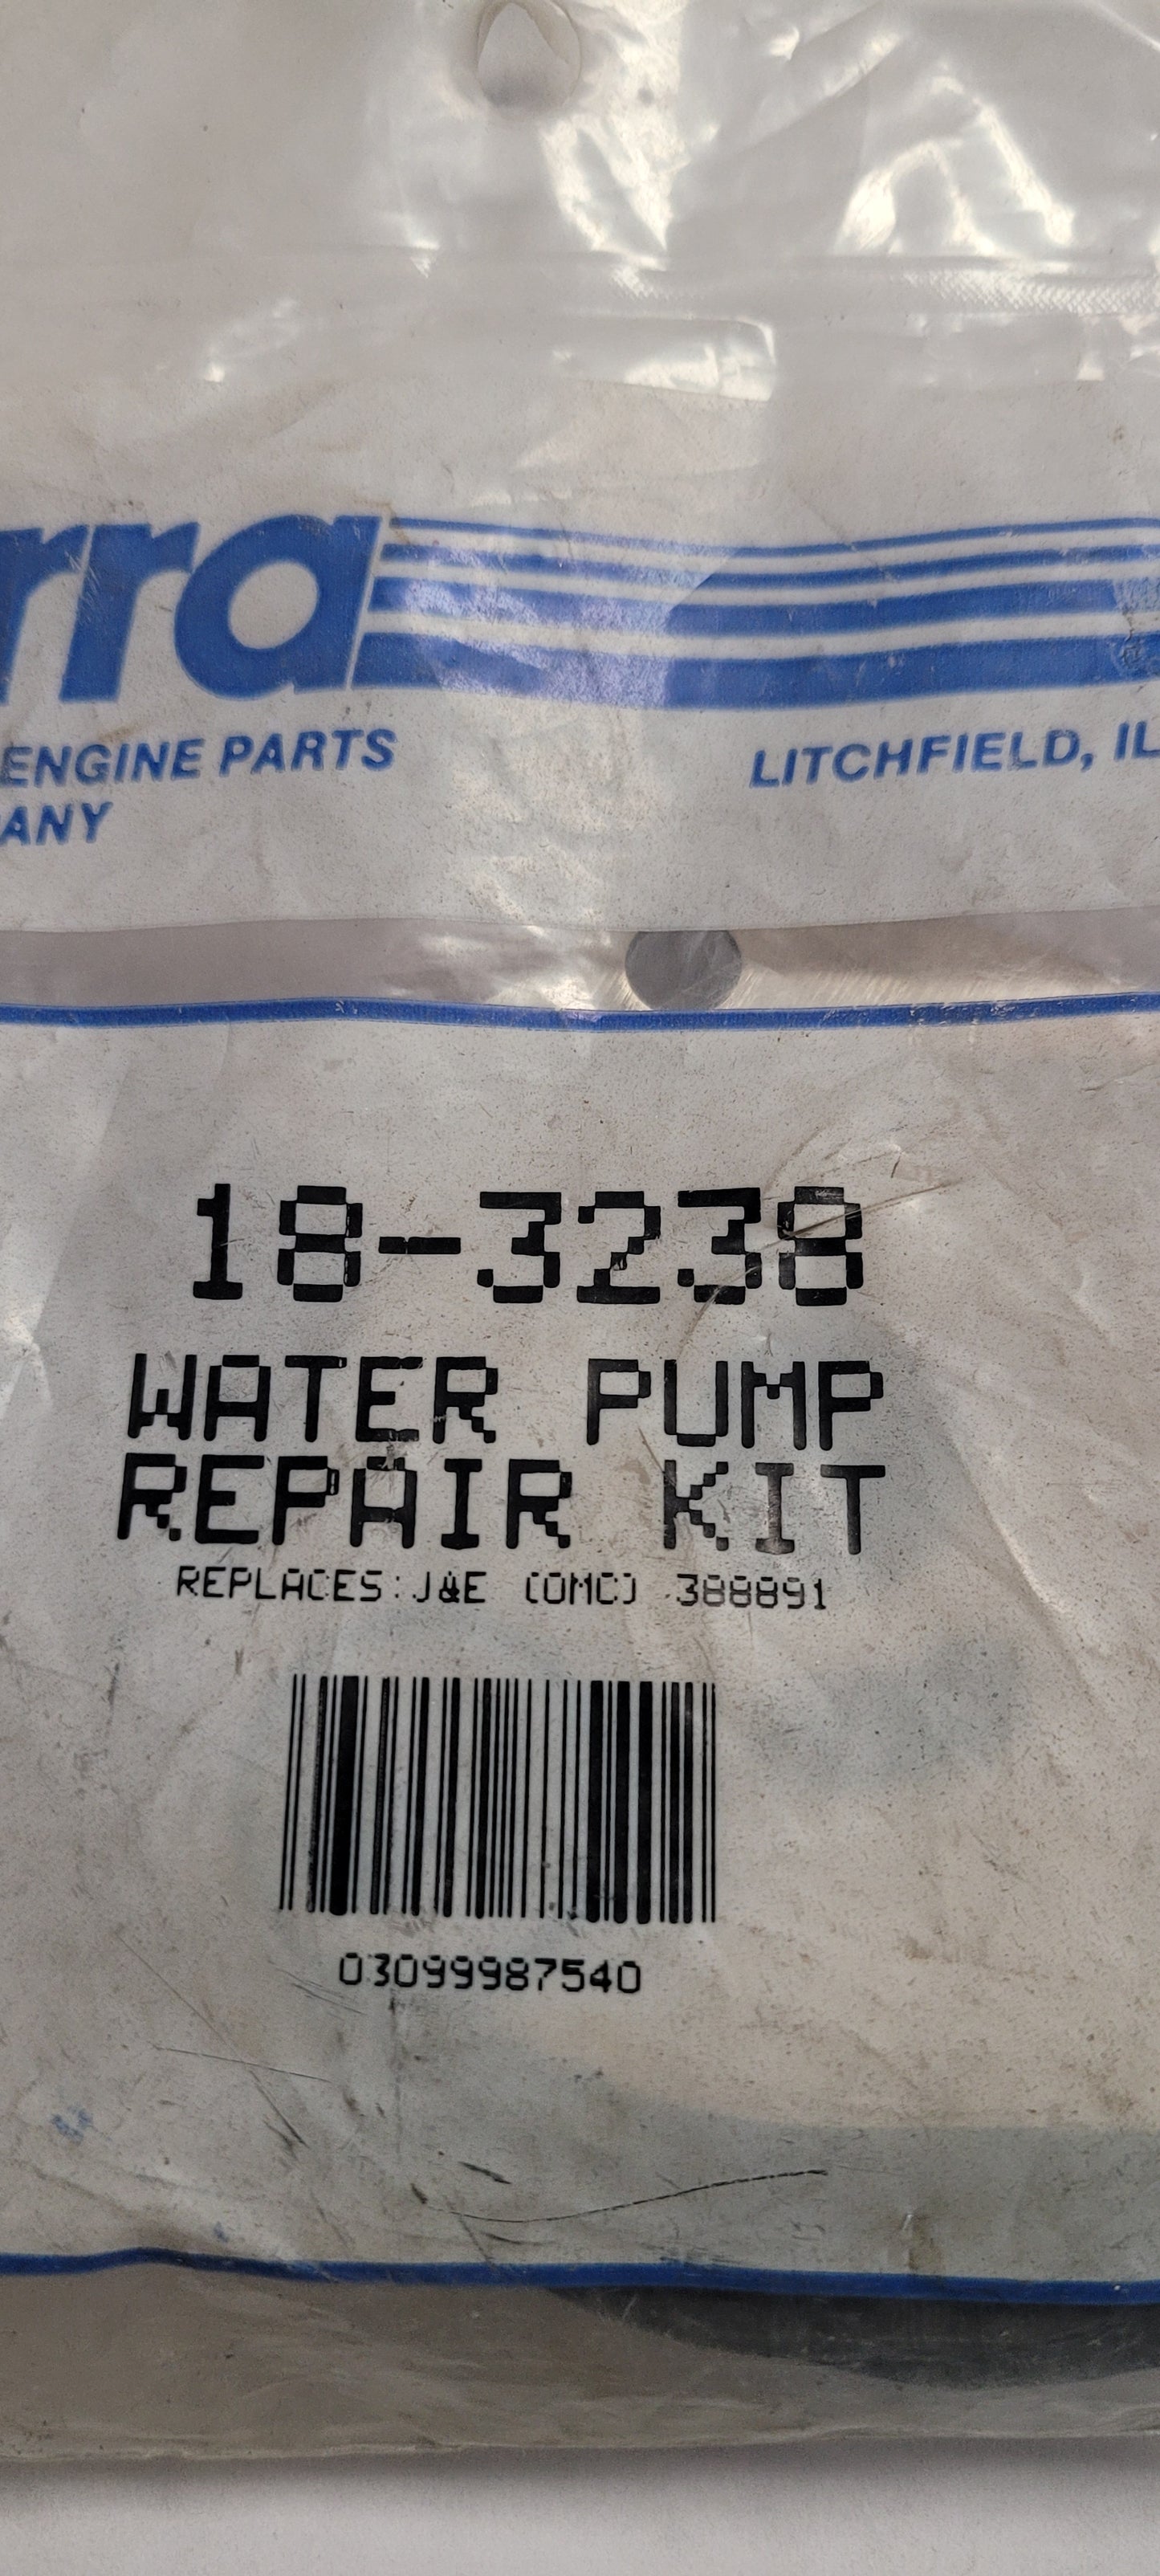 rra
ENGINE PARTS
LITCHFIELD, IL
ANY
18-3238
WATER PUMP
REPAIR KIT
REPLACES: J&E (OMC) 388891
03099987540